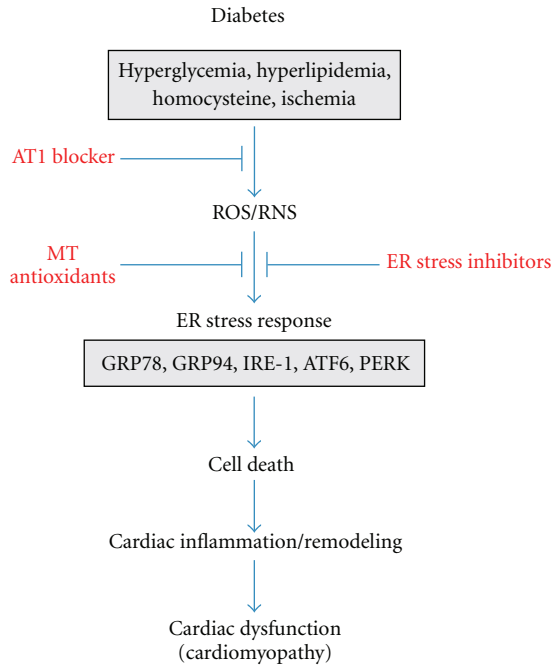 Diabetes
Hyperglycemia, hyperlipidemia,
homocysteine, ischemia
AT1 blocker
ROS/RNS
MT
antioxidants
ER stress inhibitors
ER stress response
GRP78, GRP94, IRE-1, ATF6, PERK
Cell death
Cardiac inflammation/remodeling
Cardiac dysfunction
(cardiomyopathy)